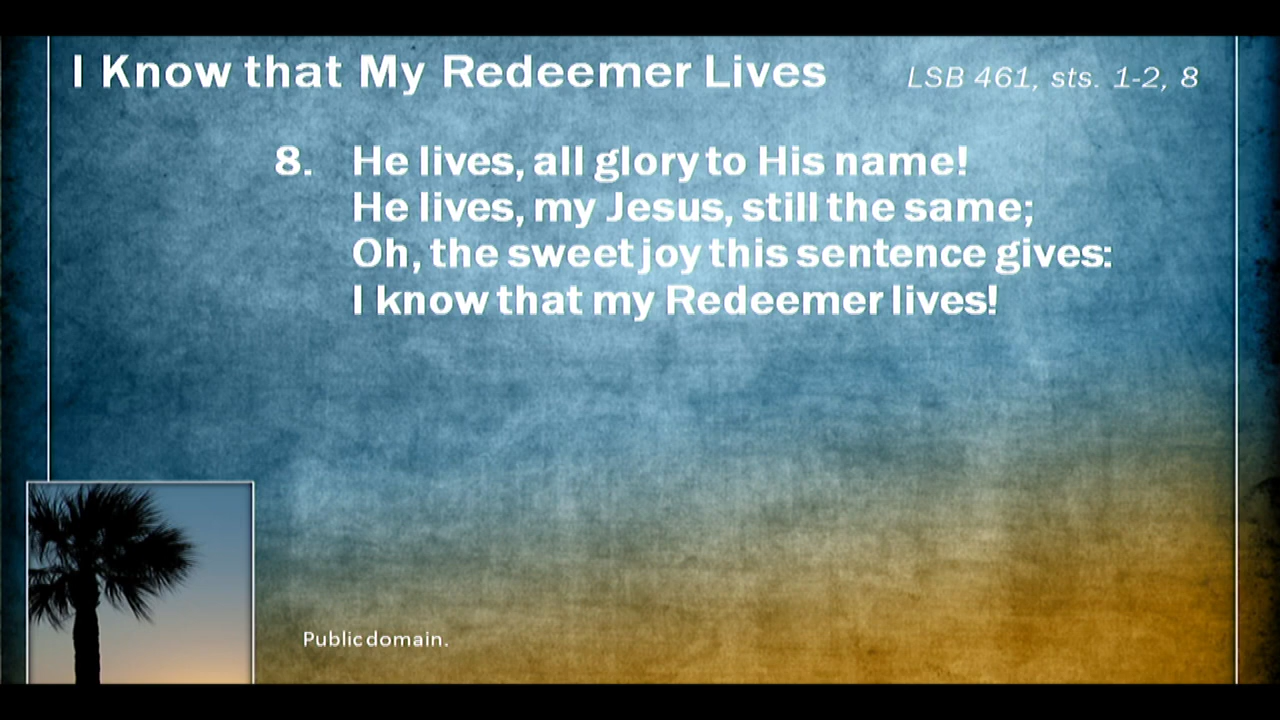 I Know that My Redeemer Lives LSB 461, sts. 1-2, 8
8. He lives, all glory to His name!
He lives, my Jesus, still the same;
Oh, the sweet joy this sentence gives:
I know that my Redeemer lives!
Public domain.